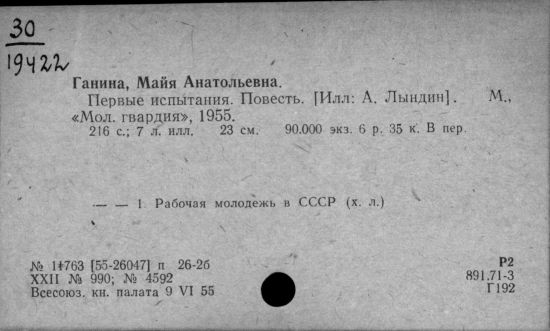 30
19422
Ганина, Майя Анатольевна.
Первые испытания. Повесть. [Илл: А. Лындин]. М.,
«Мол. гвардия», 1955.
216 с.; 7 л. илл. 23 см. 90.000 экз. 6 р. 35 к. В пер.
— — 1 Рабочая молодежь в СССР (х. л.)
№ 11763 [55-26047] п 26-2б
XXII № 990; № 4592
Всесоюз. кн. палата 9 VI 55
Р2
891.71-3
Г192